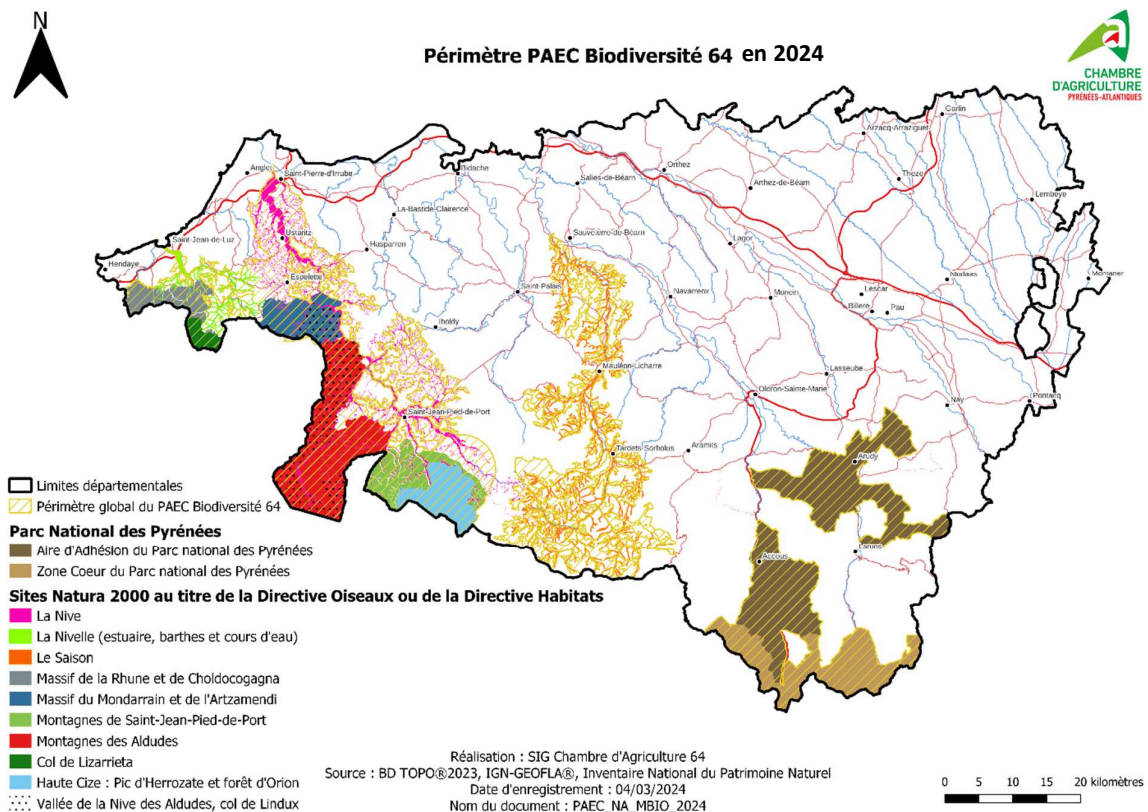 N
Périmètre PAEC Biodiversité 64 en 2024
CHAMBRE
D'AGRICULTURE
PYRÉNÉES-ATLANTIQUES
Garlin
Arzacq-Arraziguet
Anglet
Saint-Pierre-d'Irrube
Bidache
Orthez
Salies-de-Béarn
Arthez-de-Béarn
Thèze
Lembeye
La-Bastide-Clairence
Saint-Jean-de-Luz
Ustaritz
Hasparren
Sauveterre-de-Béarn
Lagor
Hendaye
Espelette
Morlaas
Montaner
Saint-Palais
Navarrenx
Monein
Lescar
Billère
Pau
Iholdy
Mauléon-Licharre
Lasseube
Oloron-Sainte-Marie
Nay
Pontacq
Saint-Jean-Pied-de-Port
Tardets-Sorholus
Aramits
Arudy
Accous
Laruns
Limites départementales
Périmètre global du PAEC Biodiversité 64
Parc National des Pyrénées
Aire d'Adhésion du Parc national des Pyrénées
Zone Coeur du Parc national des Pyrénées
Sites Natura 2000 au titre de la Directive Oiseaux ou de la Directive Habitats
La Nive
La Nivelle (estuaire, barthes et cours d'eau)
Le Saison
Massif de la Rhune et de Choldocogagna
Massif du Mondarrain et de l'Artzamendi
Montagnes de Saint-Jean-Pied-de-Port
Montagnes des Aldudes
Col de Lizarrieta
Haute Cize : Pic d'Herrozate et forêt d'Orion
Vallée de la Nive des Aldudes, col de Lindux
Réalisation : SIG Chambre d'Agriculture 64
Source : BD TOPO®2023, IGN-GEOFLA®, Inventaire National du Patrimoine Naturel
Date d'enregistrement : 04/03/2024
Nom du document : PAEC_NA_MBIO_2024
0 5 10 15 20 kilomètres